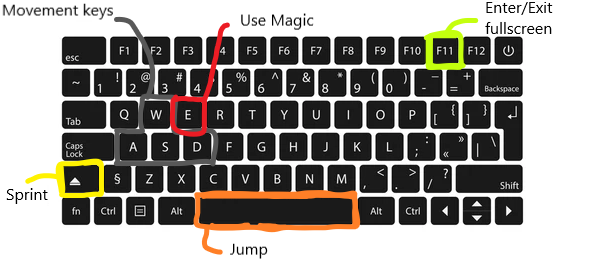 Movement keys
Use Magic
Enter/Exit
fullscreen
esc F1 F2 F3 F4 F5 F6 F7 F8 F9 F10 F11 F12
~ 1 ! 2 @ 3 # 4 5 % 6 ^ 7 & 8 * 9 ( 0 ) - _ = + Backspace
Tab Q W E R T Y U I O P [ { ] }
Caps Lock A S D F G H J K L ; : « » | \
§ Z X C V B N M , < . > / ? Shift
Sprint
fn Ctrl Alt Alt Ctrl
Jump